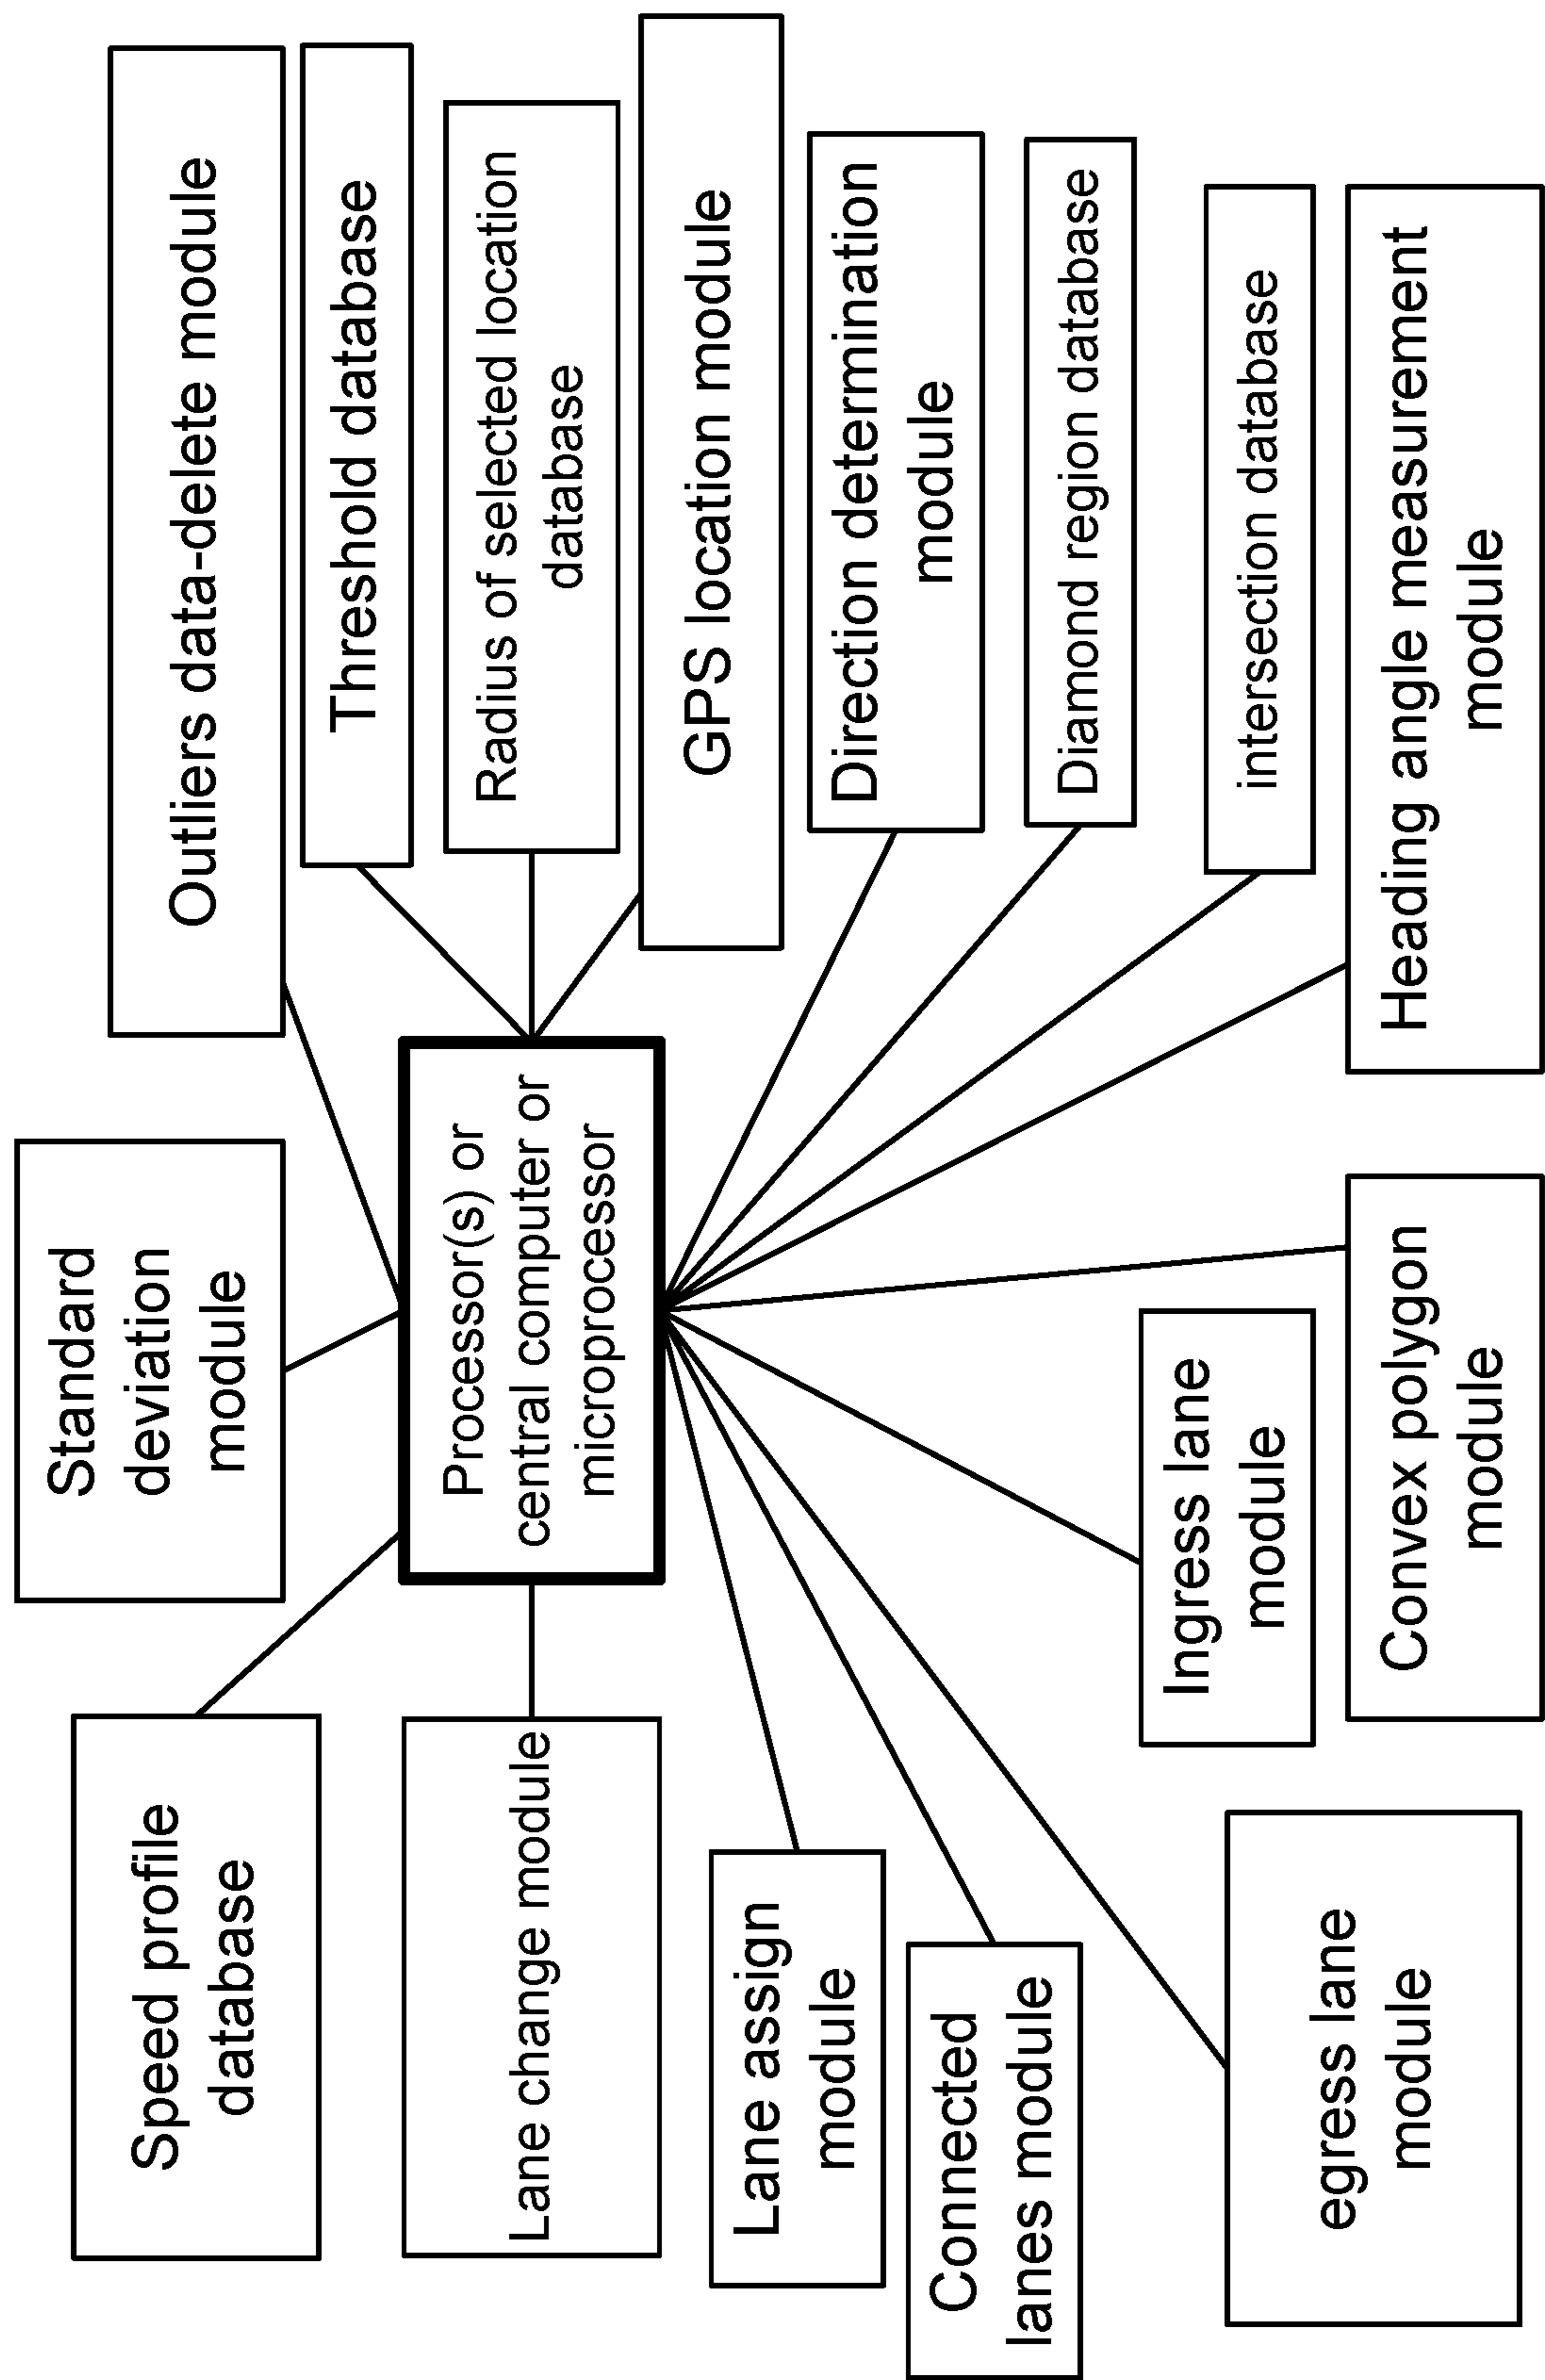 Speed profile
database
Standard
deviation
module
Outliers data-delete module
Threshold database
Radius of selected location
database
GPS location module
Lane change module
Processor(s) or
central computer or
microprocessor
Direction determination
module
Diamond region database
intersection database
Heading angle measurement
module
Lane assign
module
Connected
lanes module
egress lane
module
Ingress lane
module
Convex polygon
module